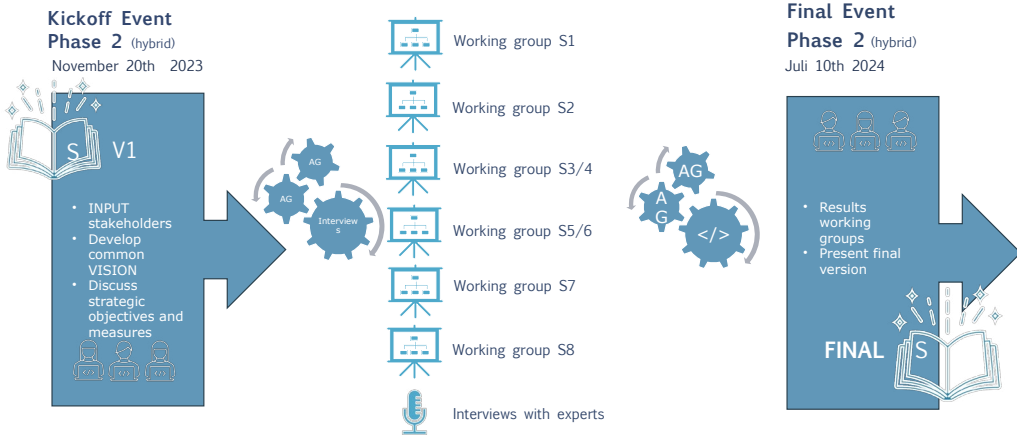 Kickoff Event
Phase 2 (hybrid)
November 20th 2023
S V1
• INPUT
stakeholders
• Develop
common
VISION
• Discuss
strategic
objectives and
measures
AG
AG
Interview
s
Working group S1
Working group S2
Working group S3/4
Working group S5/6
Working group S7
Working group S8
Interviews with experts
AG
A
G
</>
Final Event
Phase 2 (hybrid)
Juli 10th 2024
• Results
working
groups
• Present final
version
FINAL S